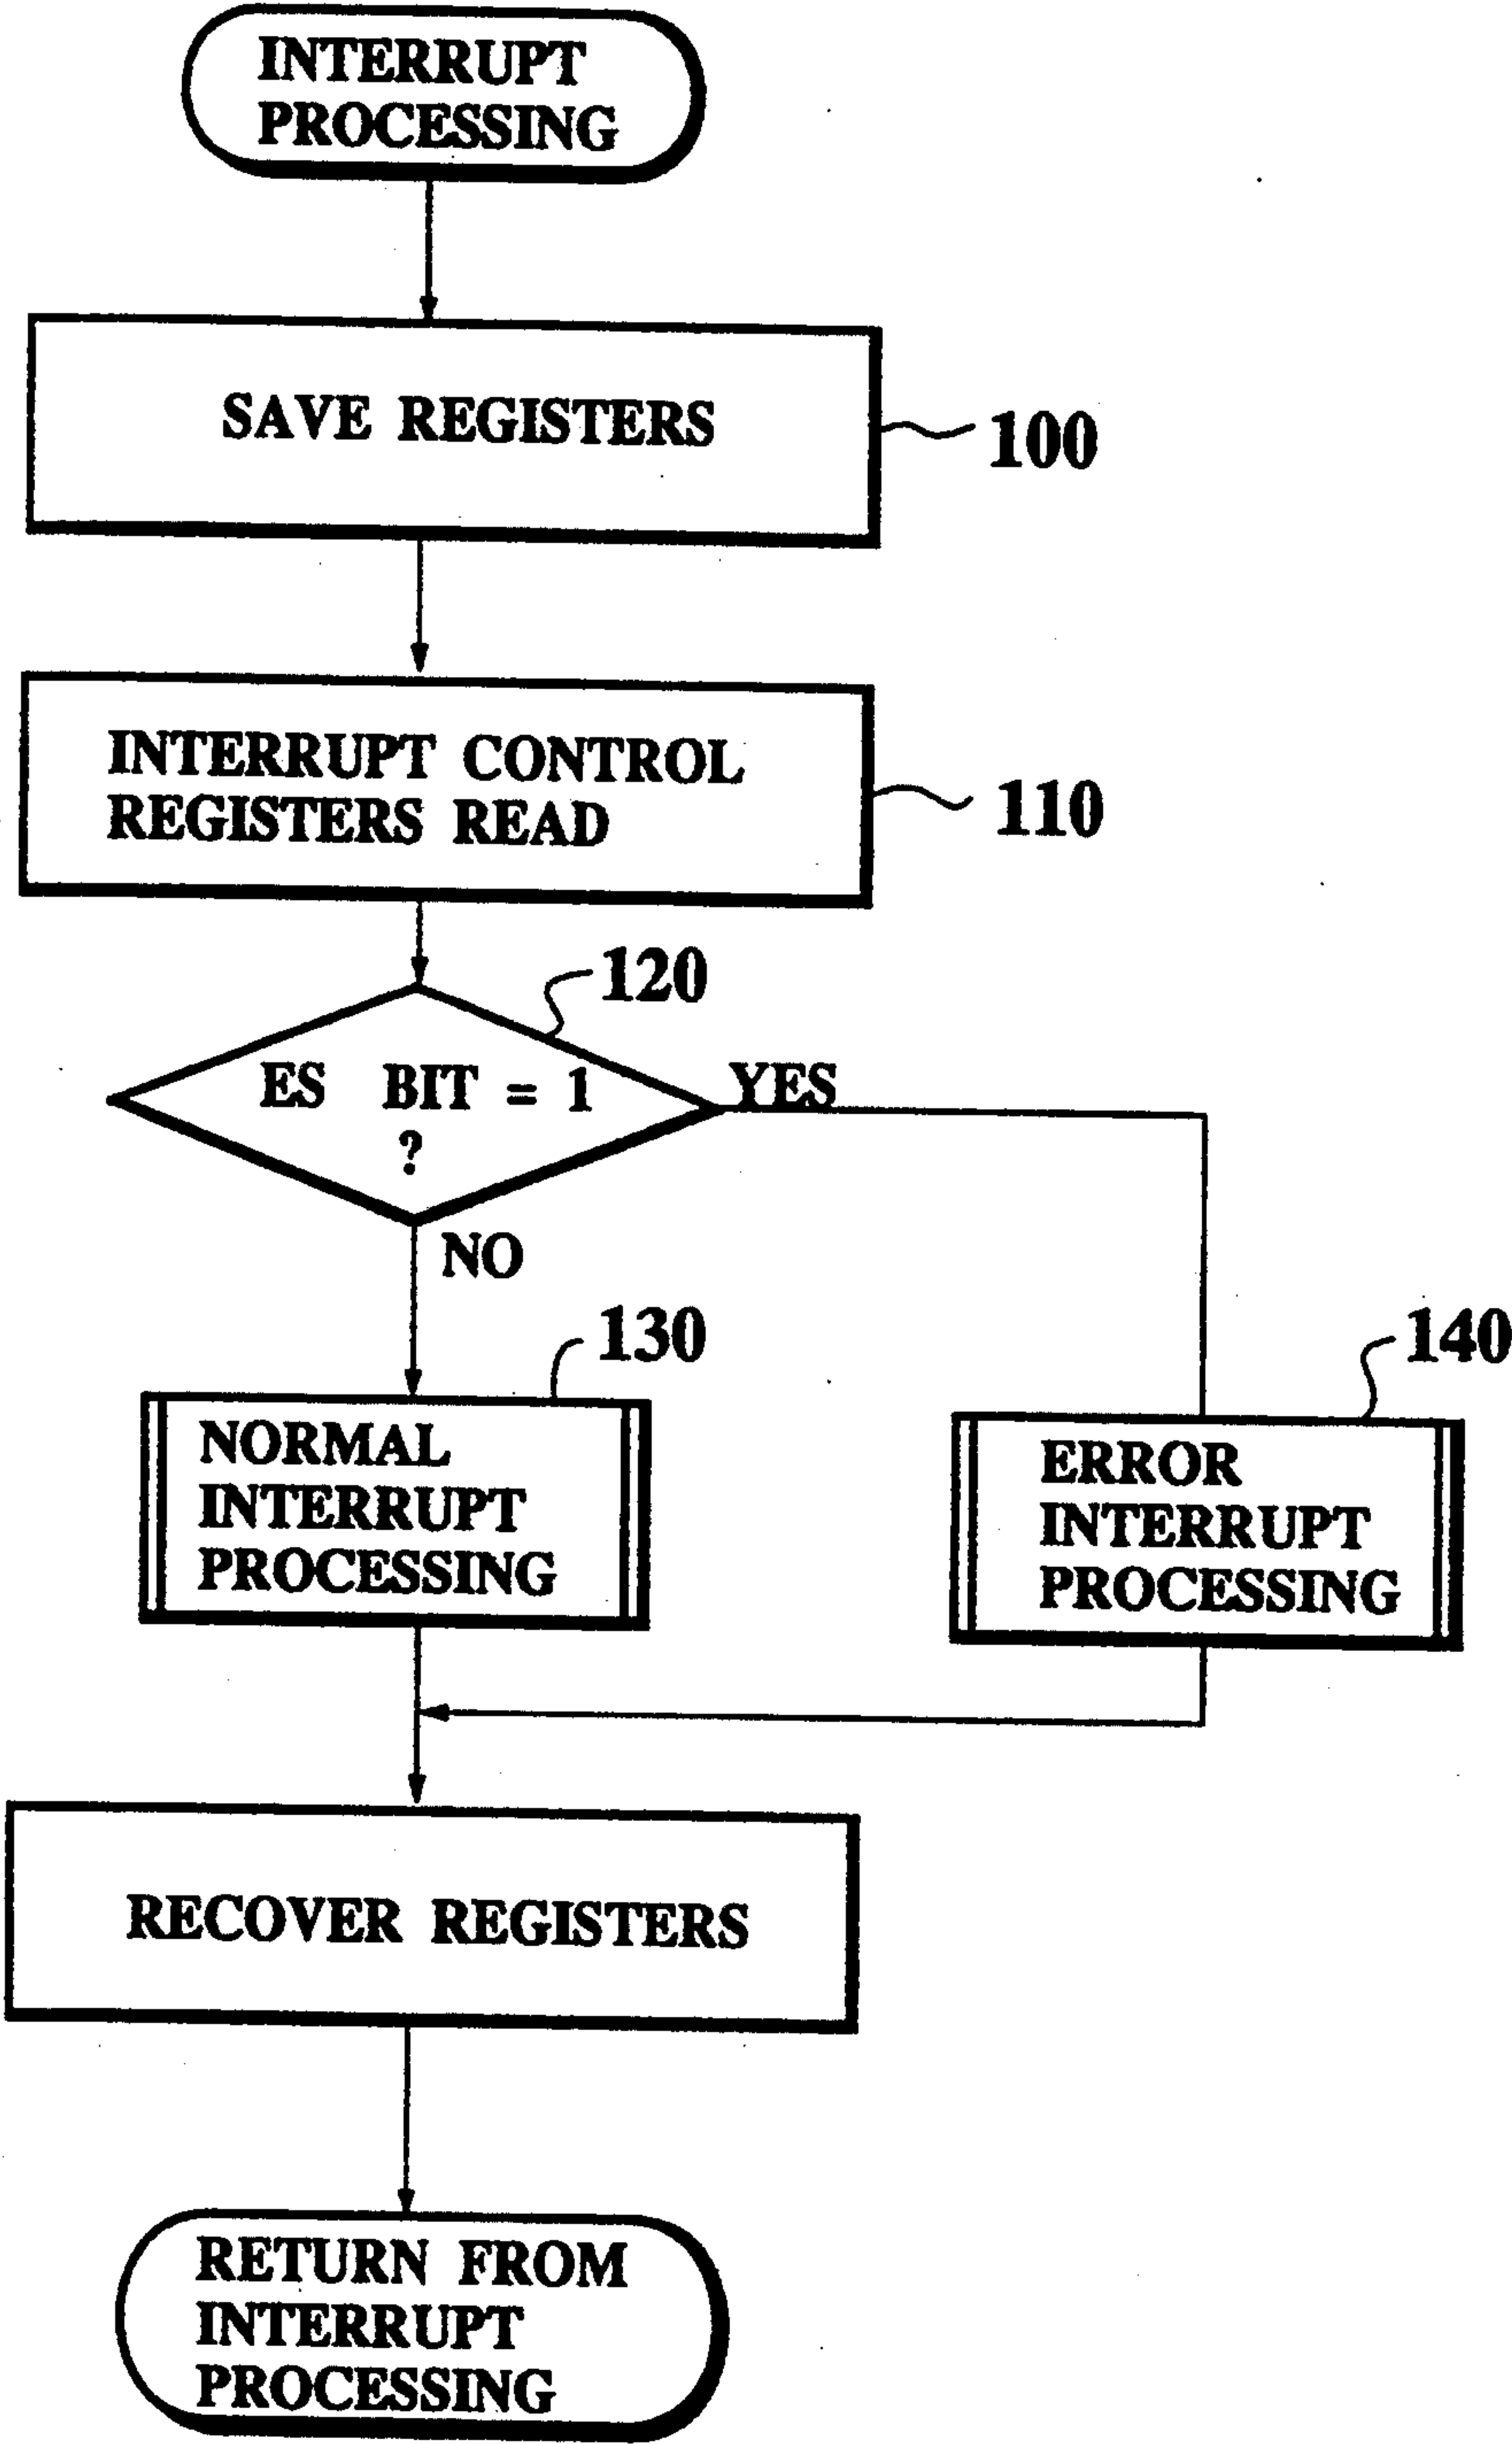 INTERRUPT
PROCESSING
SAVE REGISTERS
100
INTERRUPT CONTROL
REGISTERS READ
110
120
ES BIT = 1
?
YES
NO
130
NORMAL
INTERRUPT
PROCESSING
140
ERROR
INTERRUPT
PROCESSING
RECOVER REGISTERS
RETURN FROM
INTERRUPT
PROCESSING